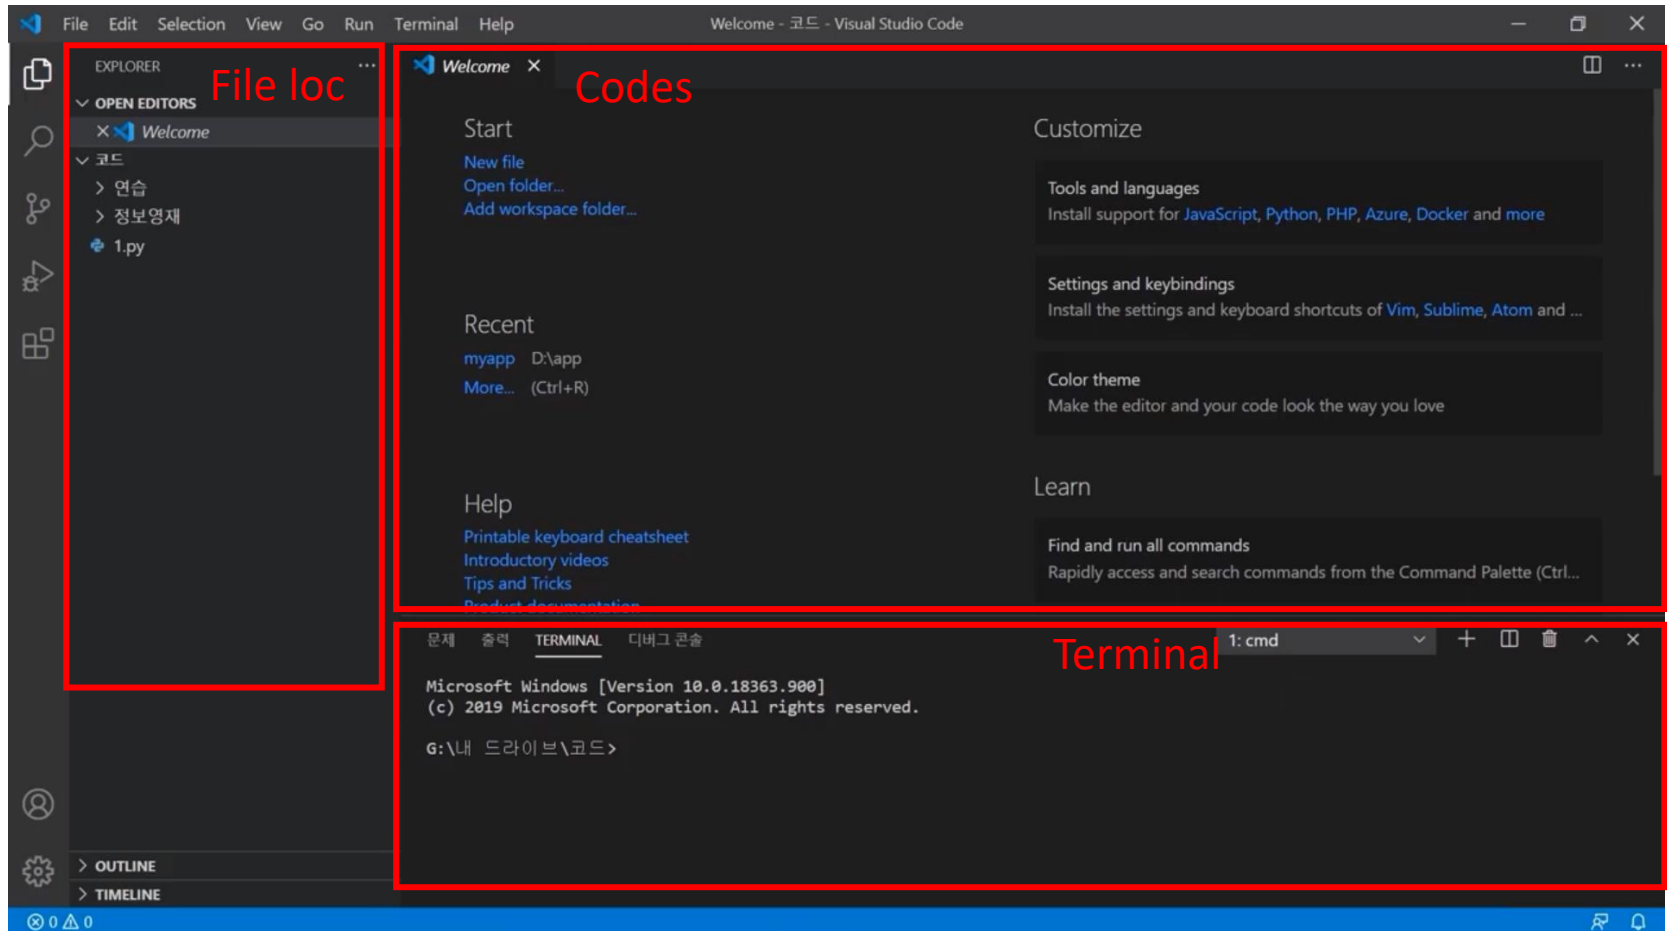 File Edit Selection View Go Run Terminal Help
Welcome - 코드 - Visual Studio Code
EXPLORER
File loc
OPEN EDITORS
Welcome
코드
연습
정보영재
1.py
OUTLINE
TIMELINE
Welcome
Codes
Start
New file
Open folder...
Add workspace folder...
Recent
myapp D:\app
More... (Ctrl+R)
Help
Printable keyboard cheatsheet
Introductory videos
Tips and Tricks
Product documentation
Customize
Tools and languages
Install support for JavaScript, Python, PHP, Azure, Docker and more
Settings and keybindings
Install the settings and keyboard shortcuts of Vim, Sublime, Atom and ...
Color theme
Make the editor and your code look the way you love
Learn
Find and run all commands
Rapidly access and search commands from the Command Palette (Ctrl...
문제 출력 TERMINAL 디버그 콘솔
Terminal
1: cmd
Microsoft Windows [Version 10.0.18363.900]
(c) 2019 Microsoft Corporation. All rights reserved.
G:\내 드라이브\코드>
0 0